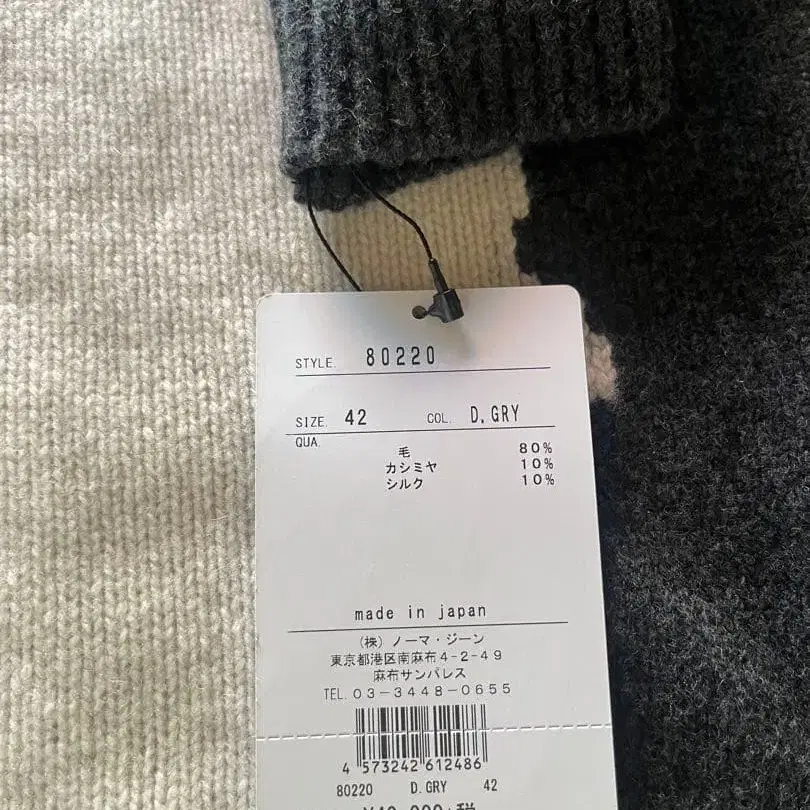 STYLE. 80220
SIZE. 42 COL. D.GRY
QUA.
毛 80%
カシミヤ 10%
シルク 10%
made in japan
(株) ノーマ・ジーン
東京都港区南麻布4-2-49
麻布サンパレス
TEL.03-3448-0655
4 573242 612486
80220 D.GRY 42